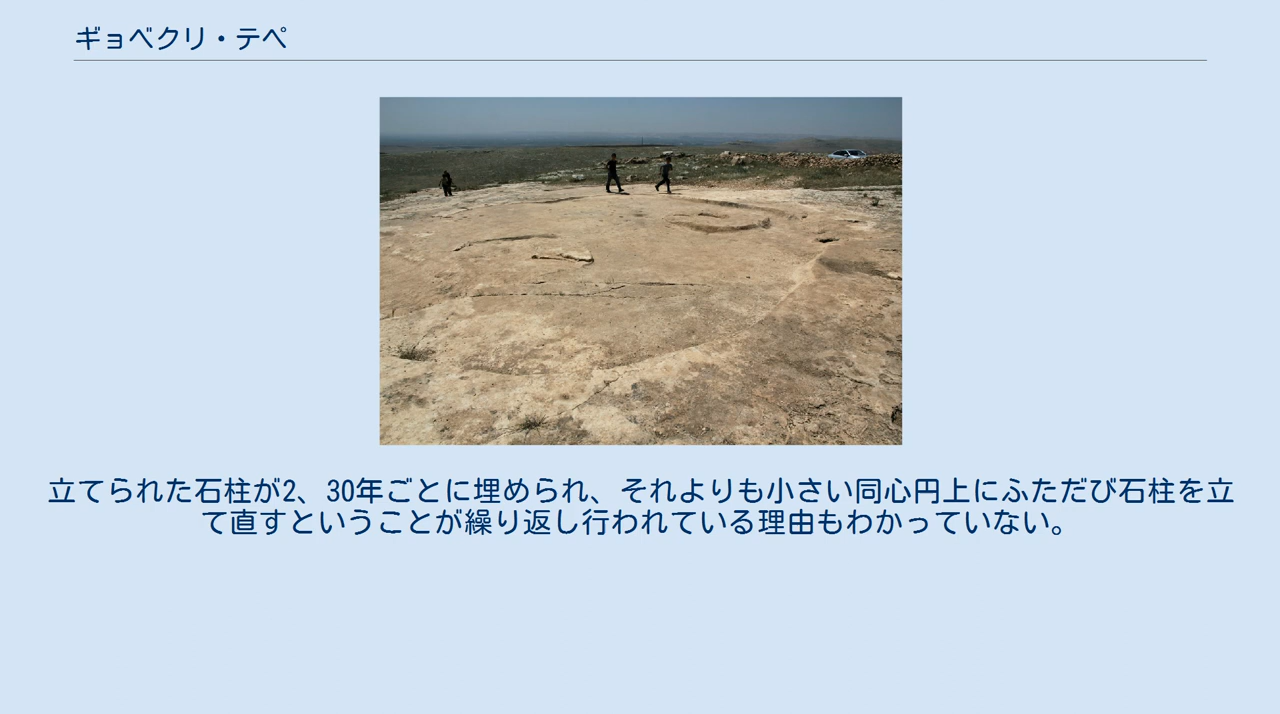 ギョベクリ・テペ
立てられた石柱が2、30年ごとに埋められ、それよりも小さい同心円上にふただび石柱を立
て直すということが繰り返し行われている理由もわかっていない。